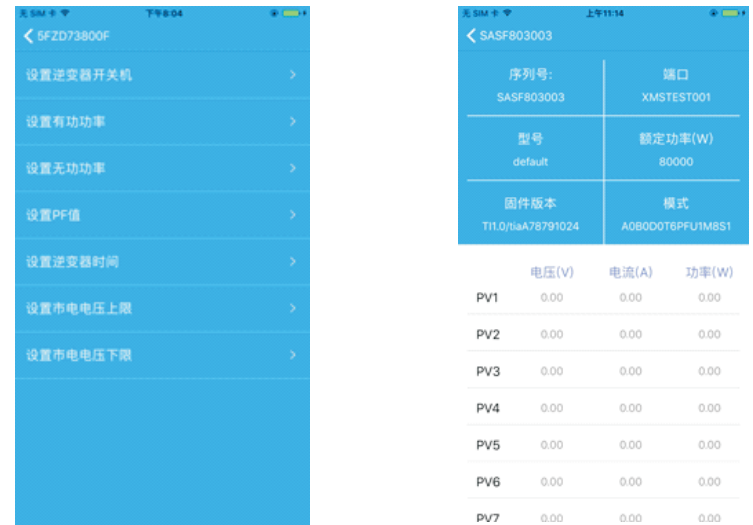 无 SIM 卡
下午8:04
5FZD73800F
设置逆变器开关机
设置有功功率
设置无功功率
设置PF值
设置逆变器时间
设置市电电压上限
设置市电电压下限
无 SIM 卡
上午11:14
SASF803003
序列号: 端口
SASF803003 XMSTEST001
型号 额定功率(W)
default 80000
固件版本 模式
TI1.0/tiaA78791024 A0B0D0T6PFU1M8S1
电压(V) 电流(A) 功率(W)
PV1 0.00 0.00 0.00
PV2 0.00 0.00 0.00
PV3 0.00 0.00 0.00
PV4 0.00 0.00 0.00
PV5 0.00 0.00 0.00
PV6 0.00 0.00 0.00
PV7 0.00 0.00 0.00